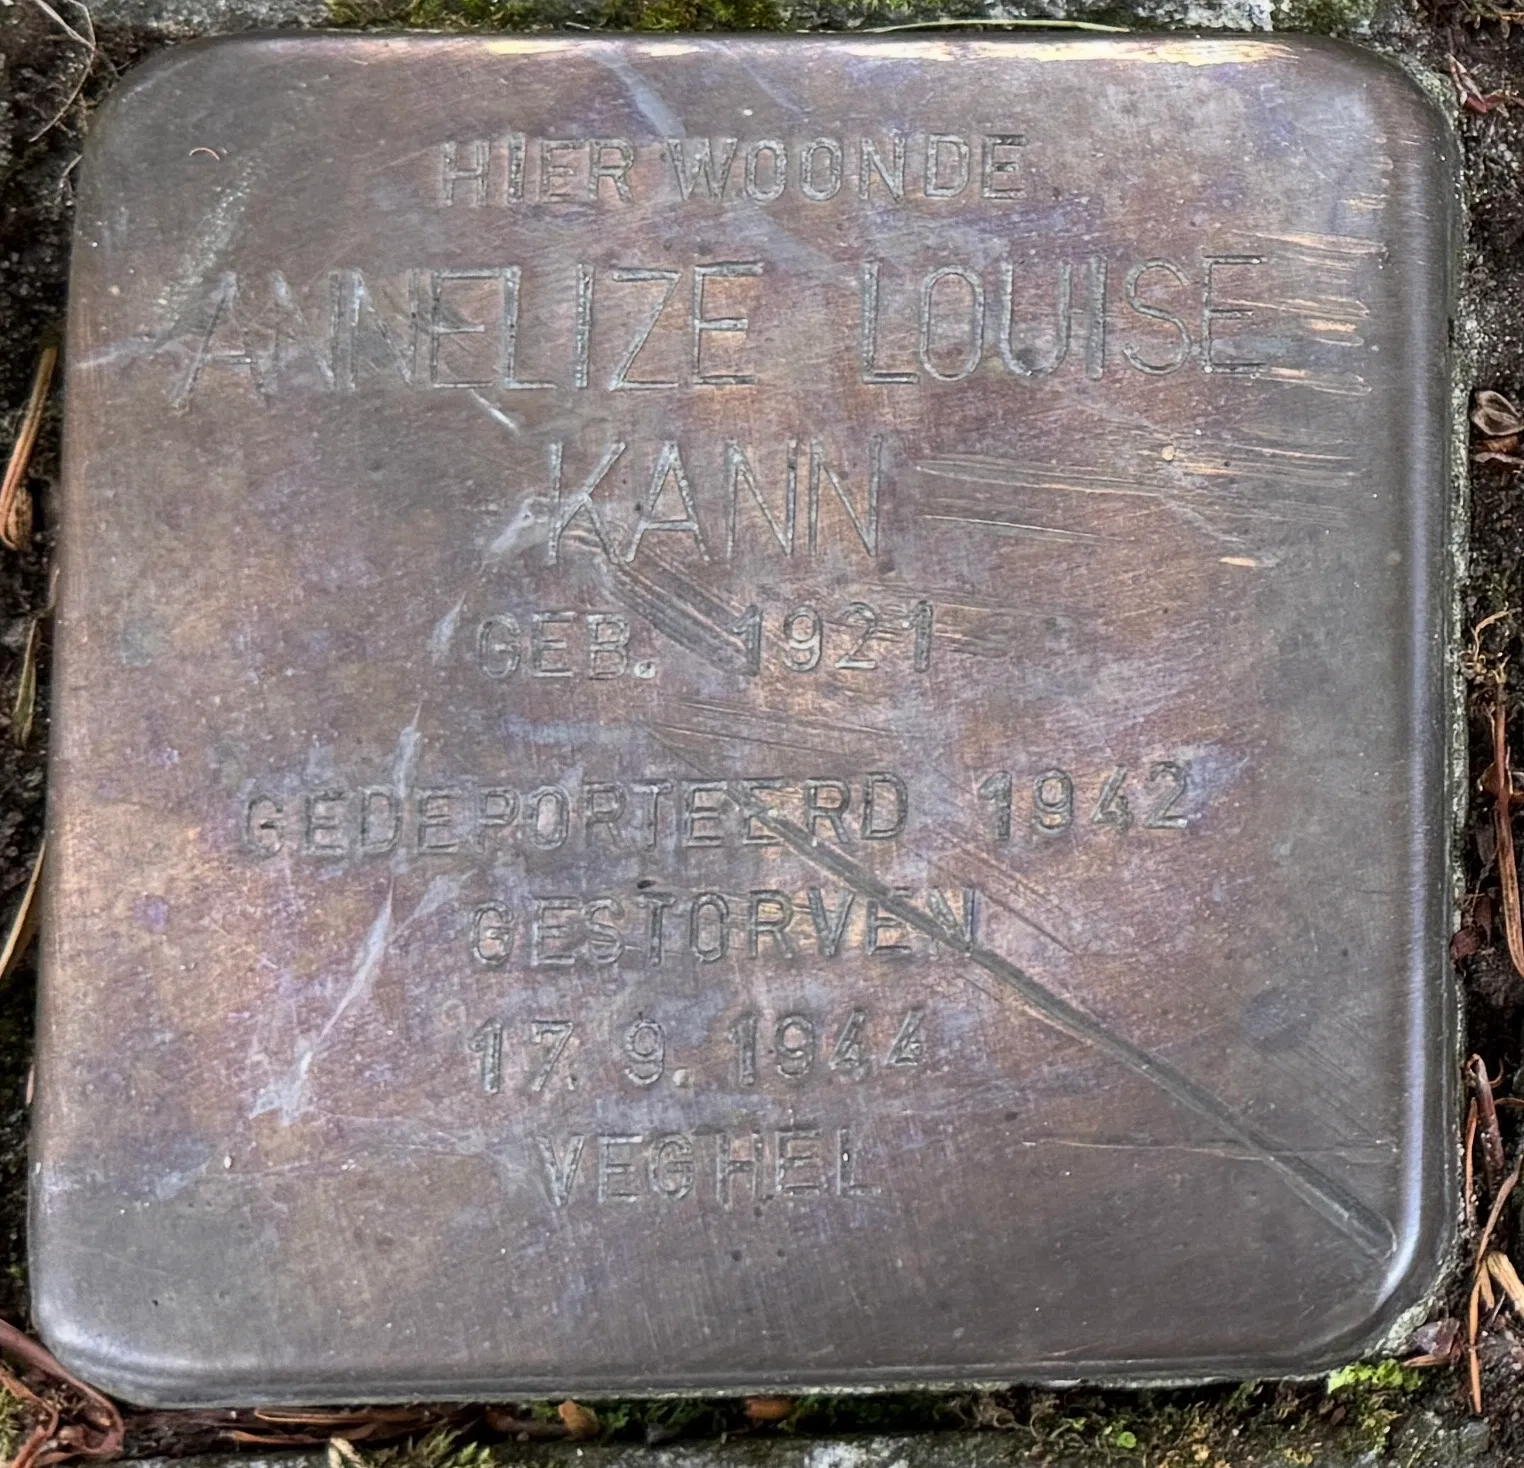 HIER WOONDE
ANNELIZE LOUISE
KANN
GEB. 1921
GEDEPORTEERD 1942
GESTORVEN
17. 9. 1944
VEGHEL